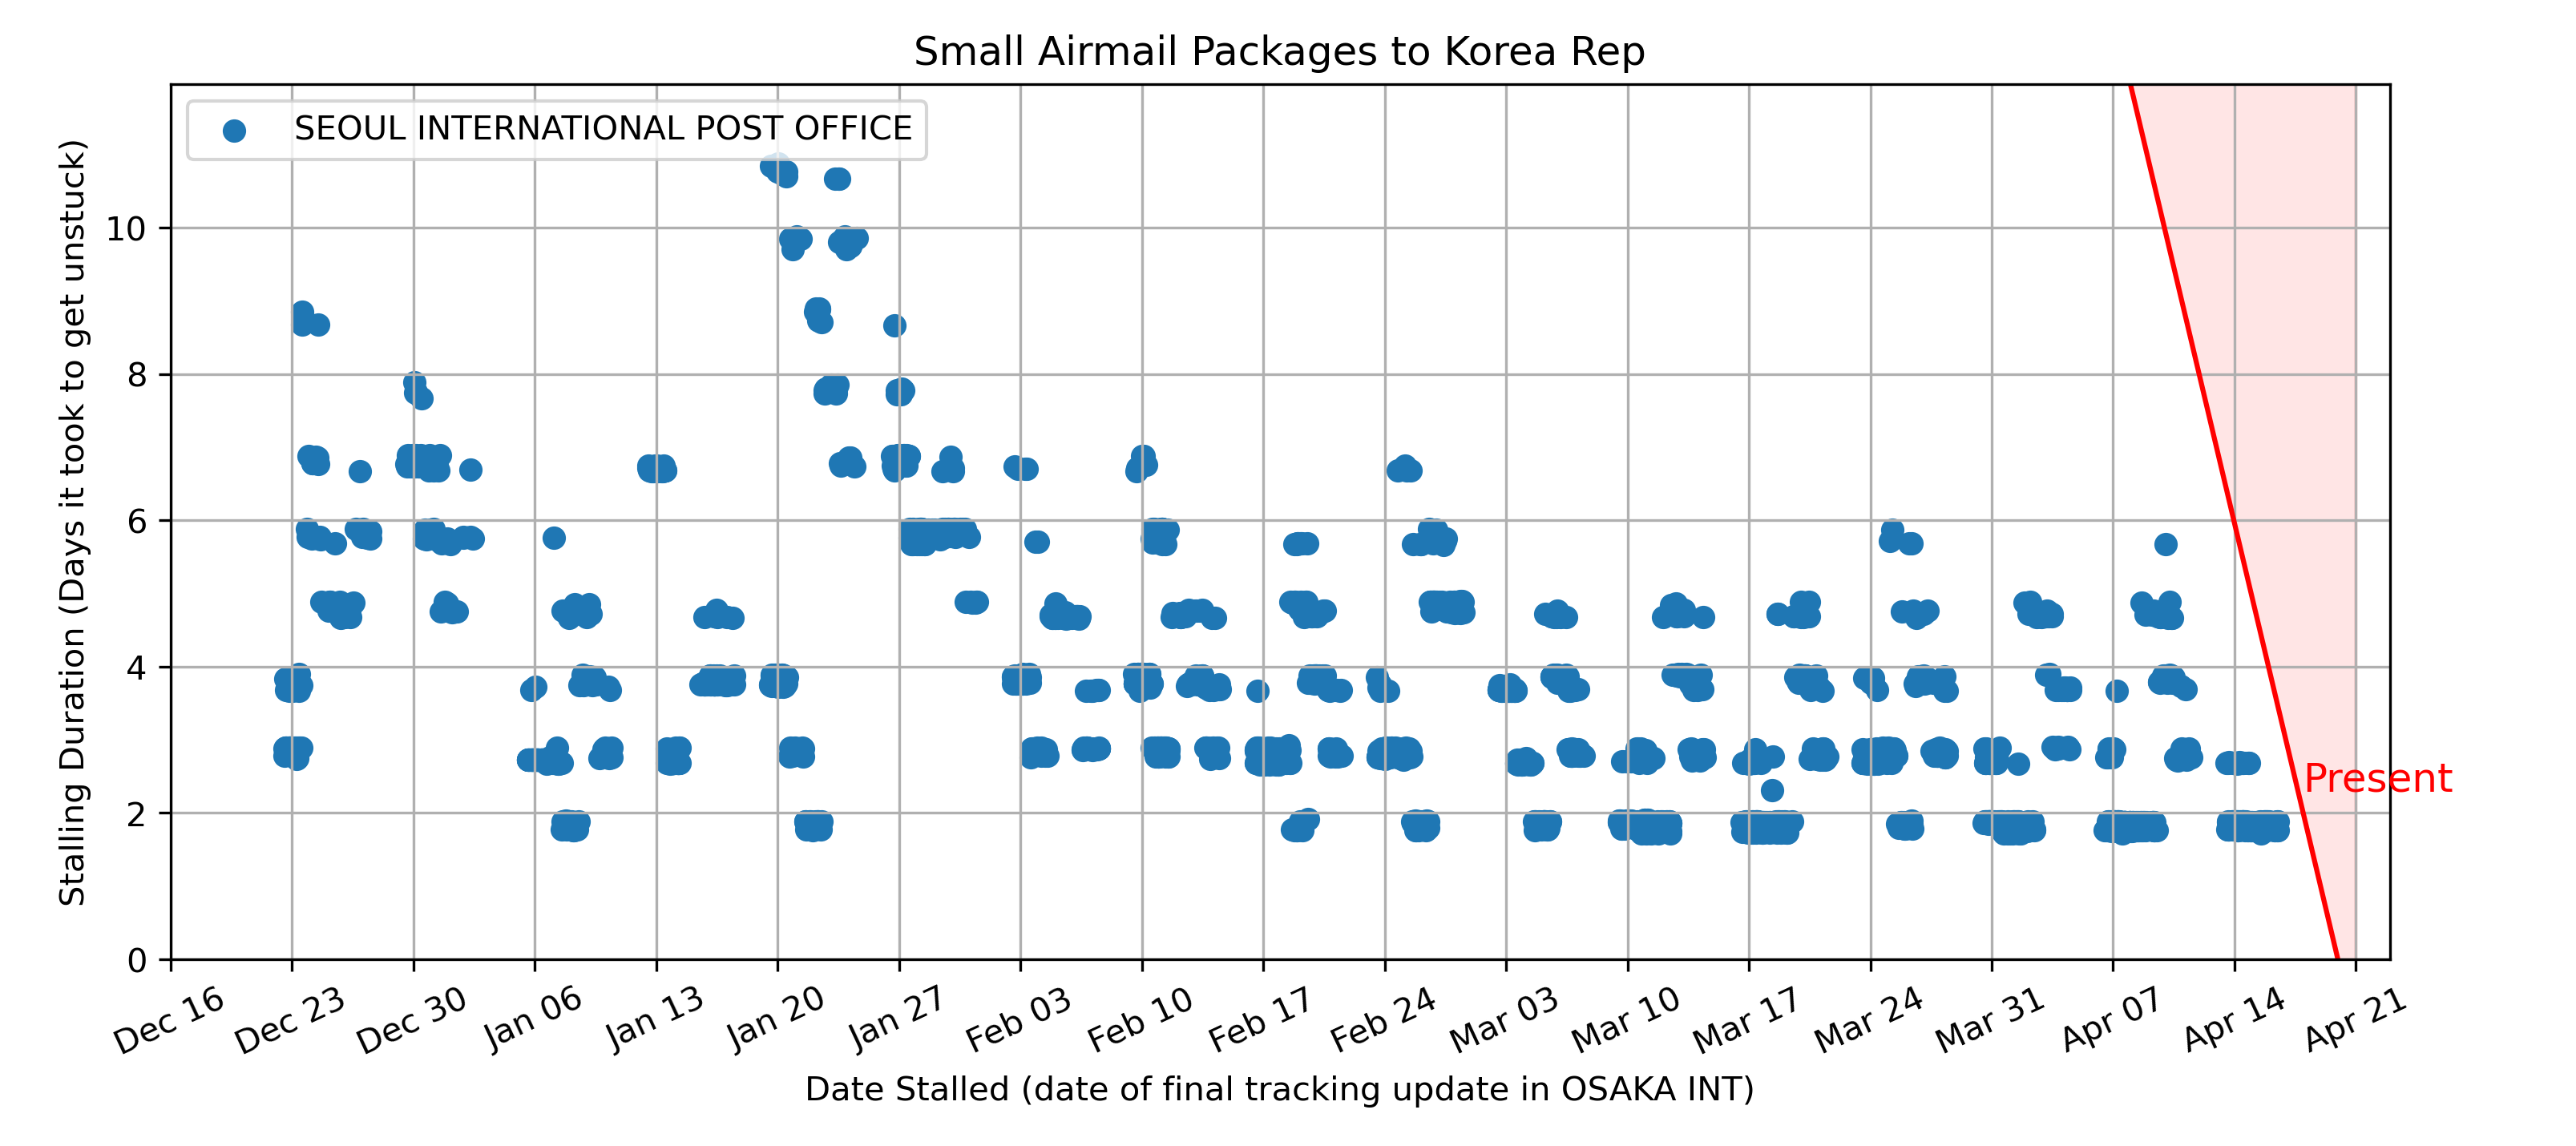 Small Airmail Packages to Korea Rep
SEOUL INTERNATIONAL POST OFFICE
Stalling Duration (Days it took to get unstuck)
10
8
6
4
2
0
Present
Dec 16
Dec 23
Dec 30
Jan 06
Jan 13
Jan 20
Jan 27
Feb 03
Feb 10
Feb 17
Feb 24
Mar 03
Mar 10
Mar 17
Mar 24
Mar 31
Apr 07
Apr 14
Apr 21
Date Stalled (date of final tracking update in OSAKA INT)